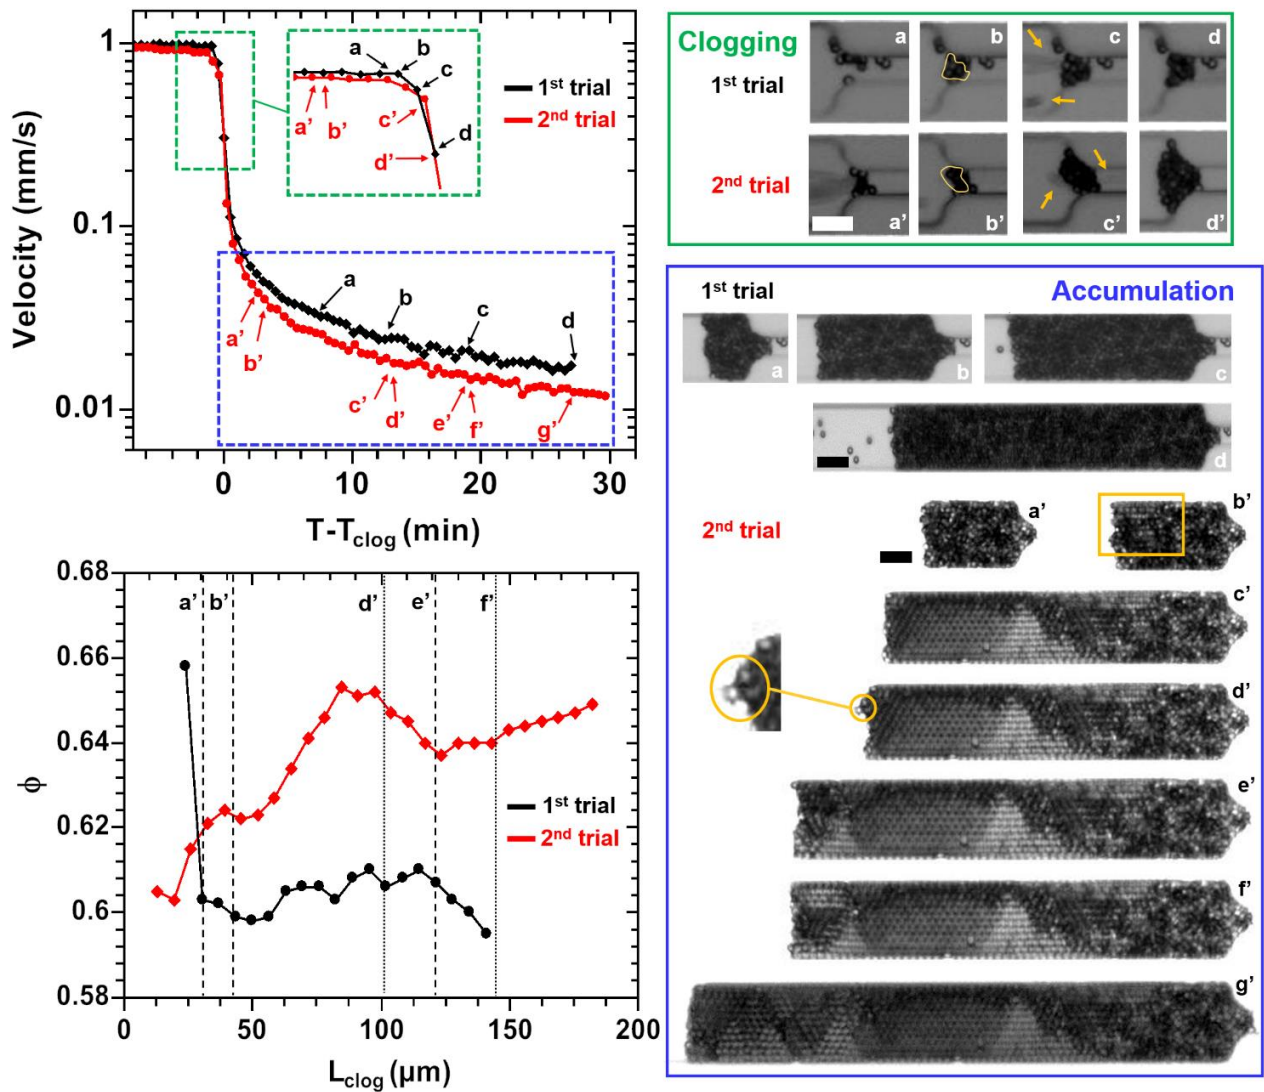 1
0.1
0.01
Velocity (mm/s)
0
10
20
30
T-Tclog (min)
a
b
c
d
a'
b'
c'
d'
1st trial
2nd trial
a
b
c
d
a'
b'
c'
d'
e'
f'
g'
Clogging
1st trial
a
b
c
d
2nd trial
a'
b'
c'
d'
0.68
0.66
0.64
0.62
0.6
0.58
ϕ
a'
b'
d'
e'
f'
1st trial
2nd trial
0
50
100
150
200
Lclog (µm)
1st trial
Accumulation
a
b
c
d
2nd trial
a'
b'
c'
d'
e'
f'
g'